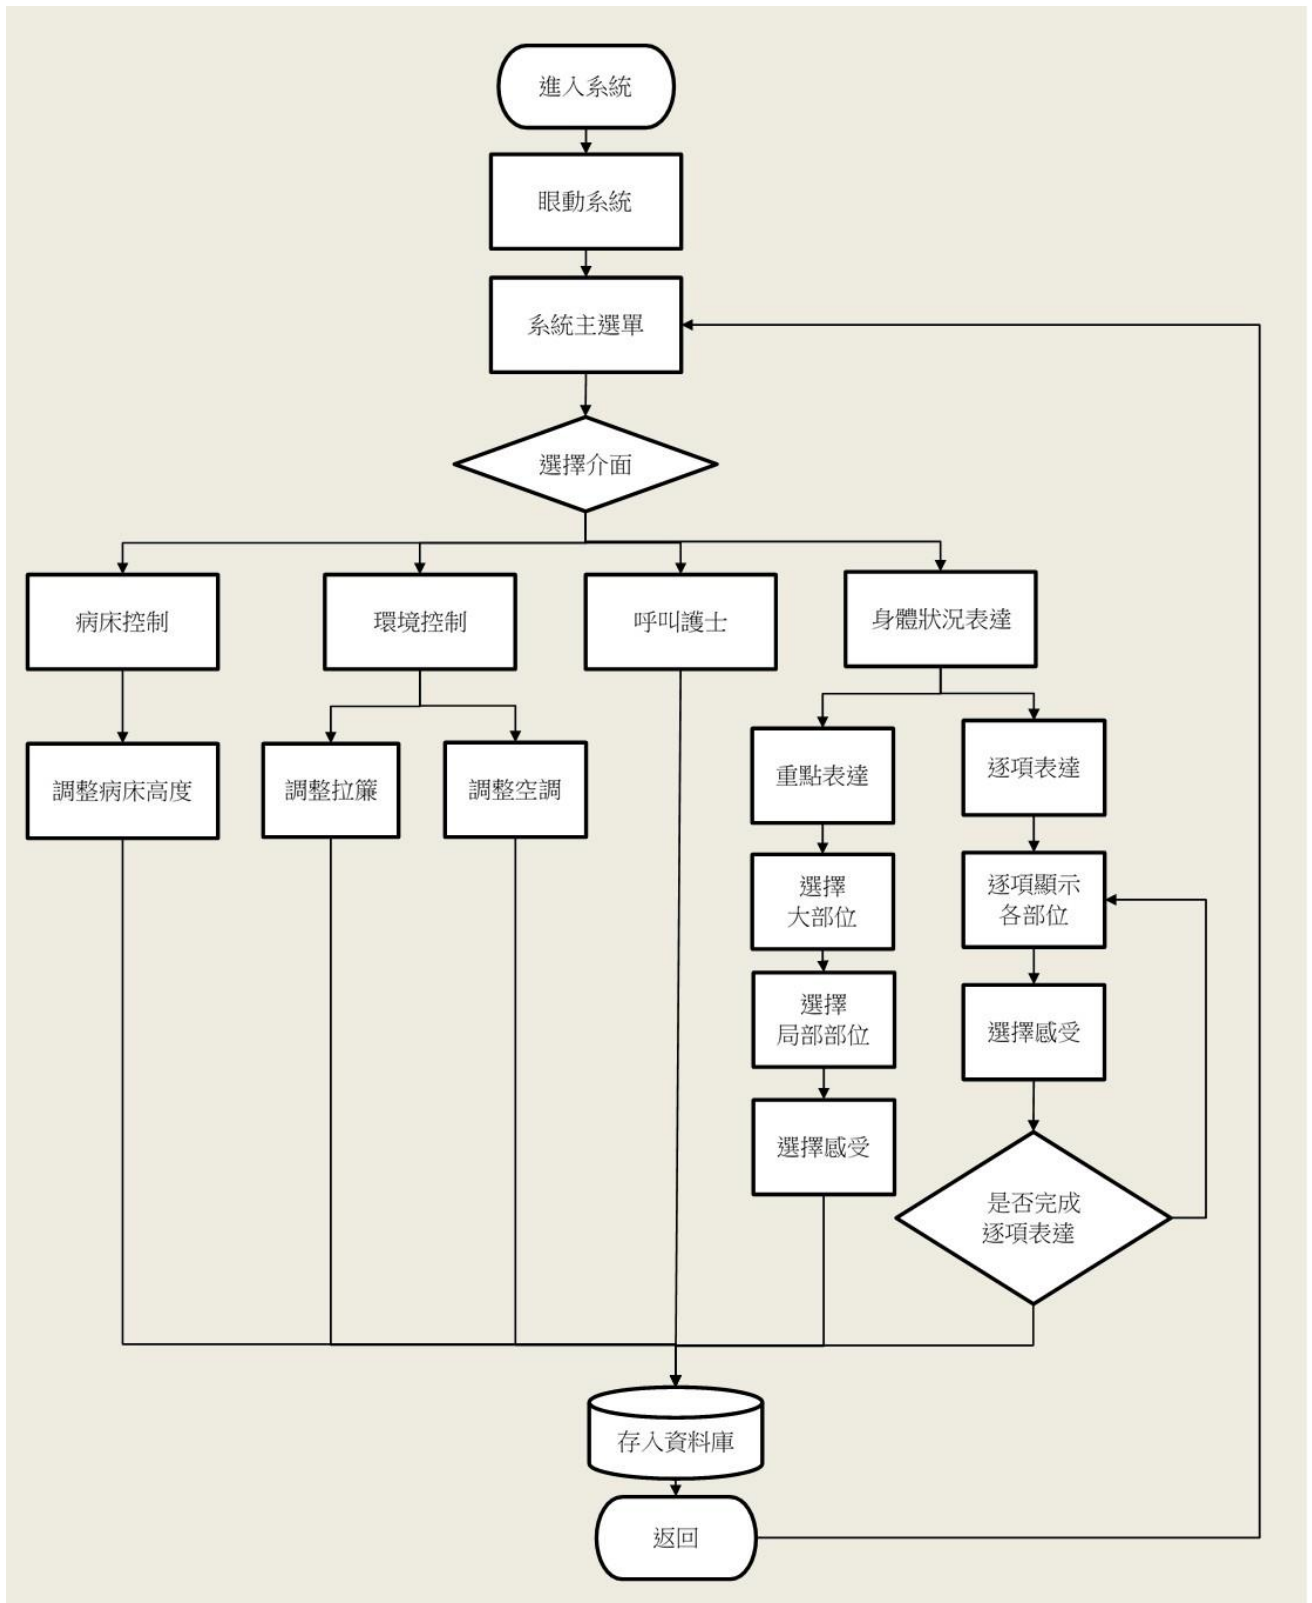 進入系統
眼動系統
系統主選單
選擇介面
病床控制
環境控制
呼叫護士
身體狀況表達
調整病床高度
調整拉簾
調整空調
重點表達
選擇
大部位
選擇
局部部位
選擇感受
逐項表達
逐項顯示
各部位
選擇感受
是否完成
逐項表達
存入資料庫
返回